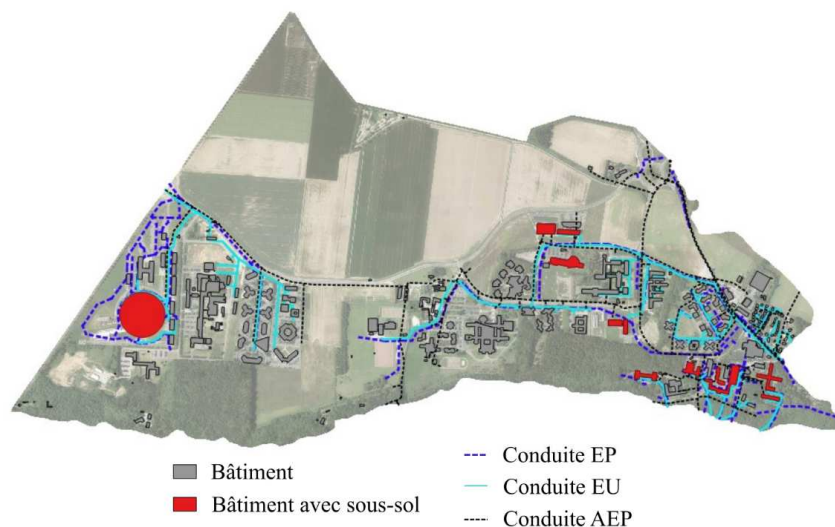 Bâtiment
Bâtiment avec sous-sol
Conduite EP
Conduite EU
Conduite AEP